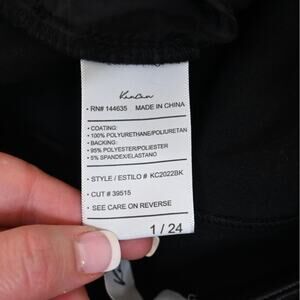 KanCan
• RN# 144635 MADE IN CHINA
• COATING:
• 100% POLYURETHANE/POLIURETAN
• BACKING:
95% POLYESTER/POLIESTER
• 5% SPANDEX/ELASTANO
• STYLE / ESTILO # KC2022BK
• CUT # 39515
• SEE CARE ON REVERSE
1 / 24